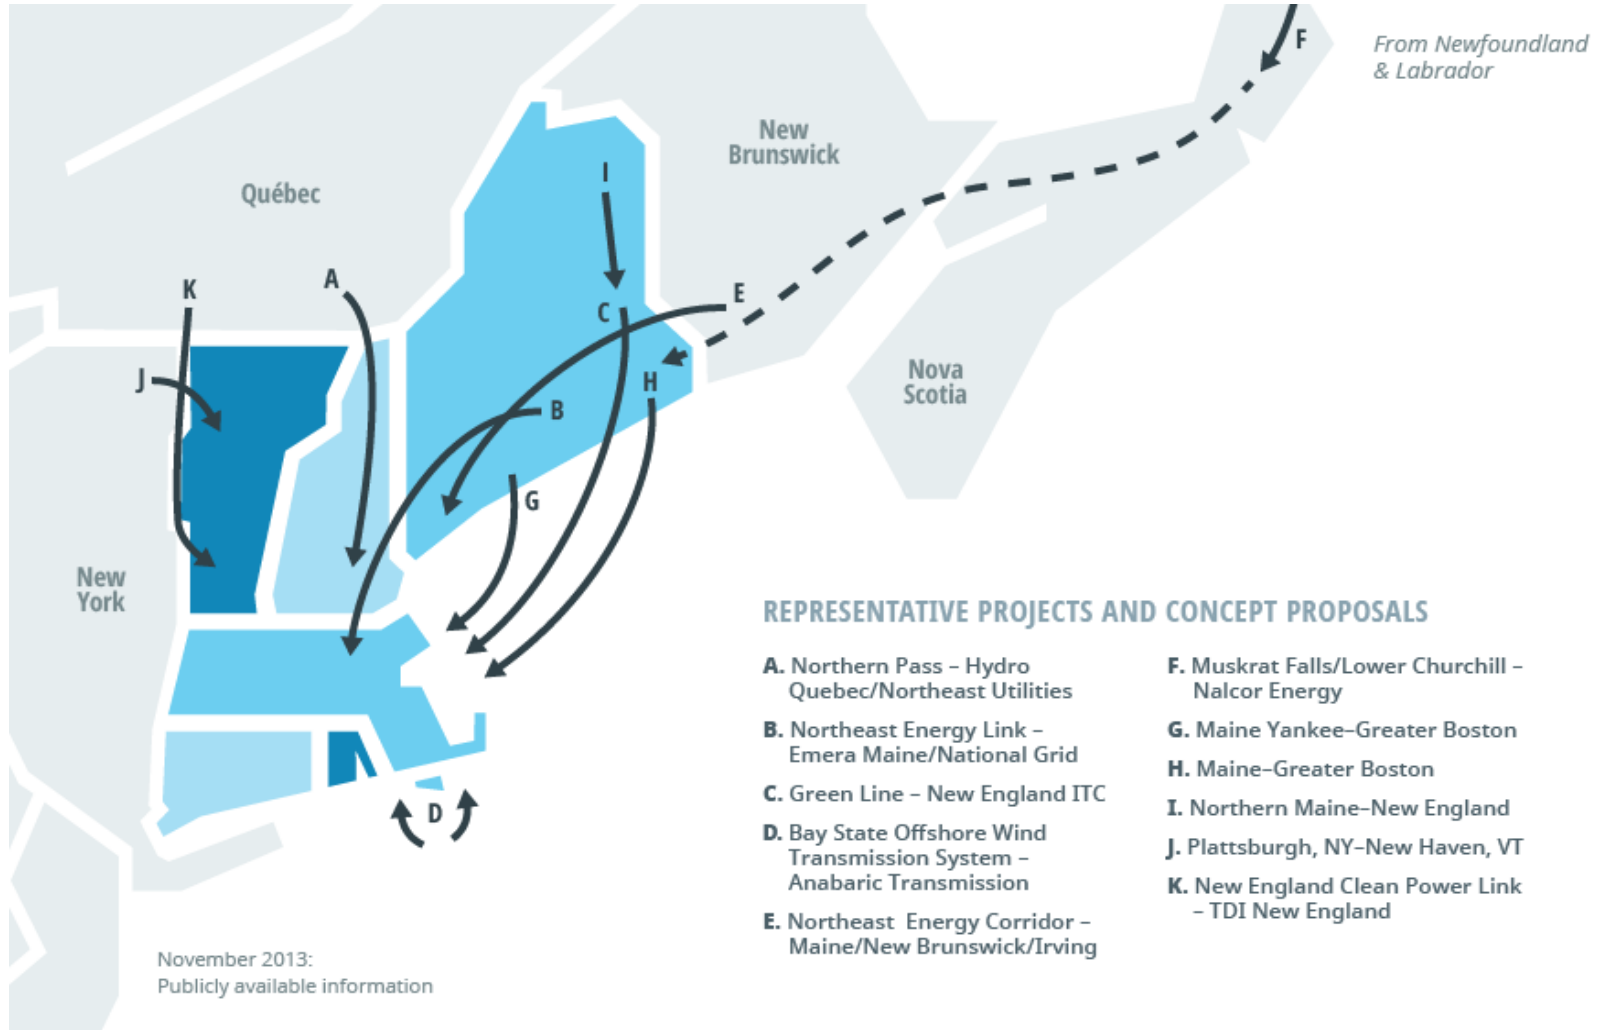 F
From Newfoundland
& Labrador
New
Brunswick
I
Québec
A
K
E
C
Nova
Scotia
J
H
B
G
New
York
D
REPRESENTATIVE PROJECTS AND CONCEPT PROPOSALS
A. Northern Pass – Hydro
Quebec/Northeast Utilities
B. Northeast Energy Link –
Emera Maine/National Grid
C. Green Line – New England ITC
D. Bay State Offshore Wind
Transmission System –
Anabaric Transmission
E. Northeast Energy Corridor –
Maine/New Brunswick/Irving
F. Muskrat Falls/Lower Churchill –
Nalcor Energy
G. Maine Yankee–Greater Boston
H. Maine–Greater Boston
I. Northern Maine–New England
J. Plattsburgh, NY–New Haven, VT
K. New England Clean Power Link
– TDI New England
November 2013:
Publicly available information